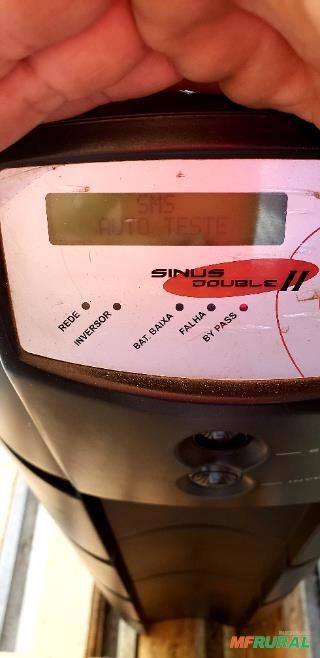 SMS
AUTO TESTE
SINUS
DOUBLE II
REDE
INVERSOR
BAT. BAIXA
FALHA
BY PASS
MFRURAL